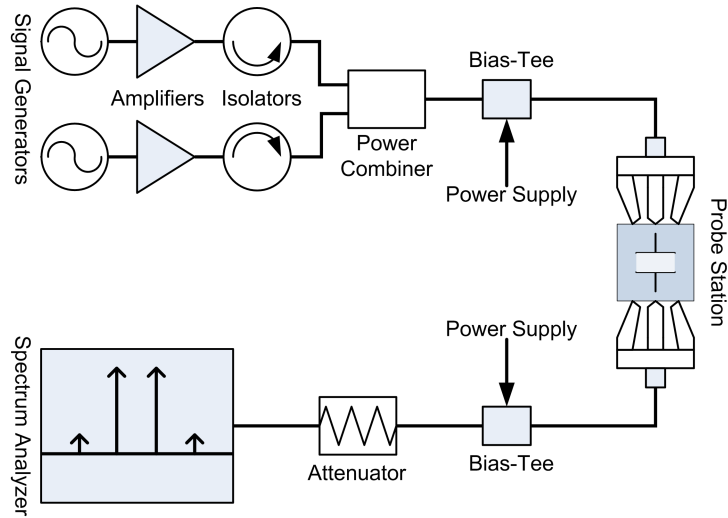 Signal Generators
Amplifiers
Isolators
Power
Combiner
Bias-Tee
Power Supply
Probe Station
Power Supply
Bias-Tee
Attenuator
Spectrum Analyzer